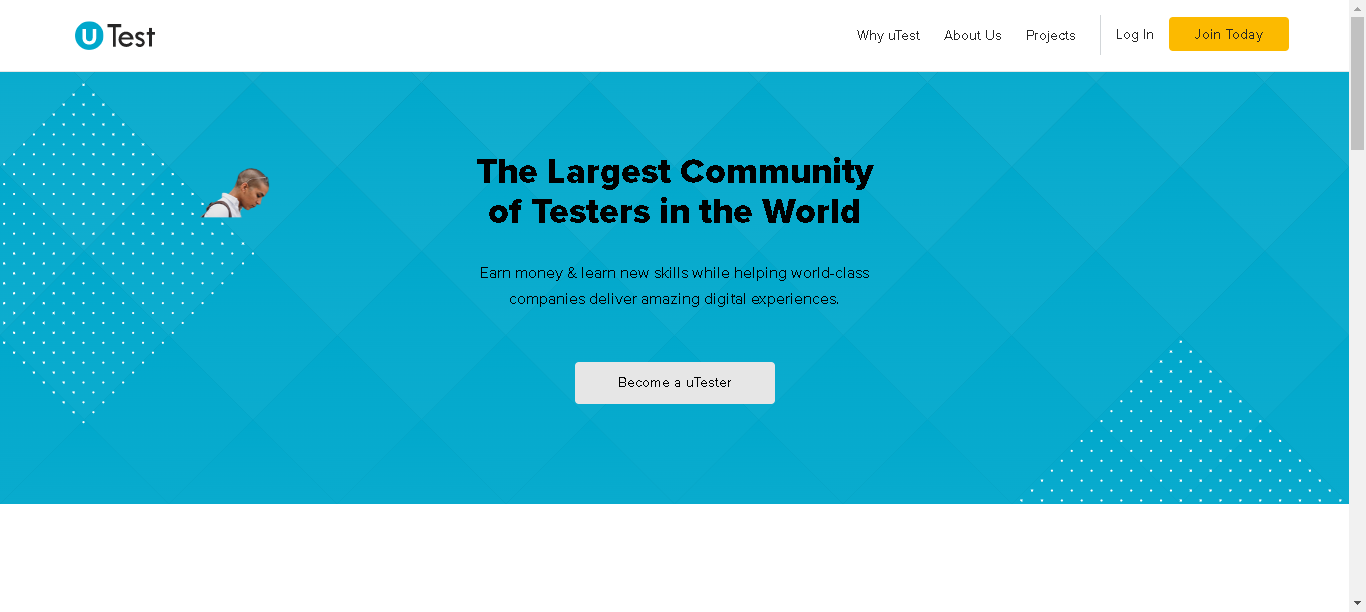 uTest
Why uTest
About Us
Projects
Log In
Join Today
The Largest Community
of Testers in the World
Earn money & learn new skills while helping world-class
companies deliver amazing digital experiences.
Become a uTester